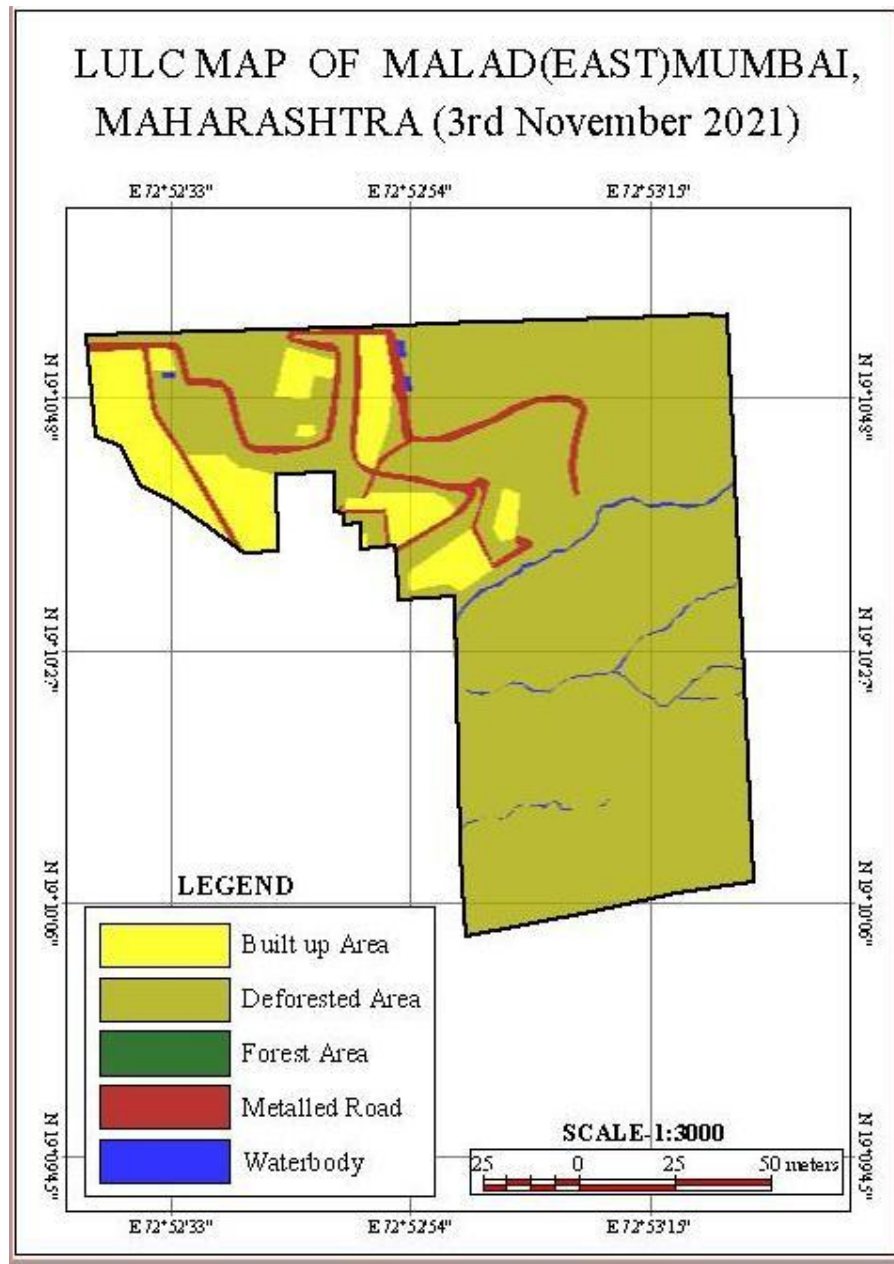 LULC MAP OF MALAD(EAST)MUMBAI,
MAHARASHTRA (3rd November 2021)
E 72°52'33" E 72°52'54" E 72°53'15"
N 19°10'48" N 19°10'48"
N 19°10'27" N 19°10'27"
N 19°10'06" N 19°10'06"
LEGEND
Built up Area
Deforested Area
Forest Area
Metalled Road
Waterbody
SCALE-1:3000
25 0 25 50 meters
N 19°09'45" N 19°09'45"
E 72°52'33" E 72°52'54" E 72°53'15"